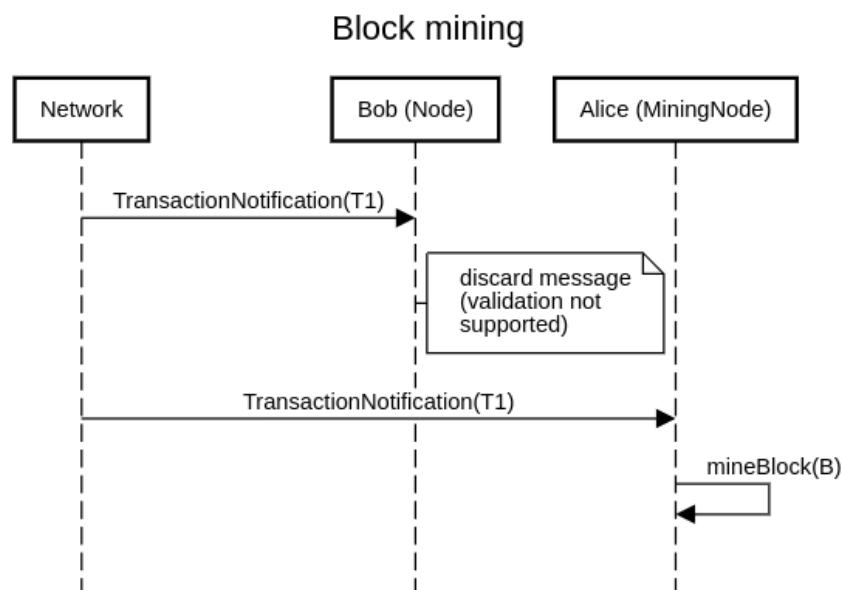 Block mining
Network
Bob (Node)
Alice (MiningNode)
TransactionNotification(T1)
discard message
(validation not
supported)
TransactionNotification(T1)
mineBlock(B)